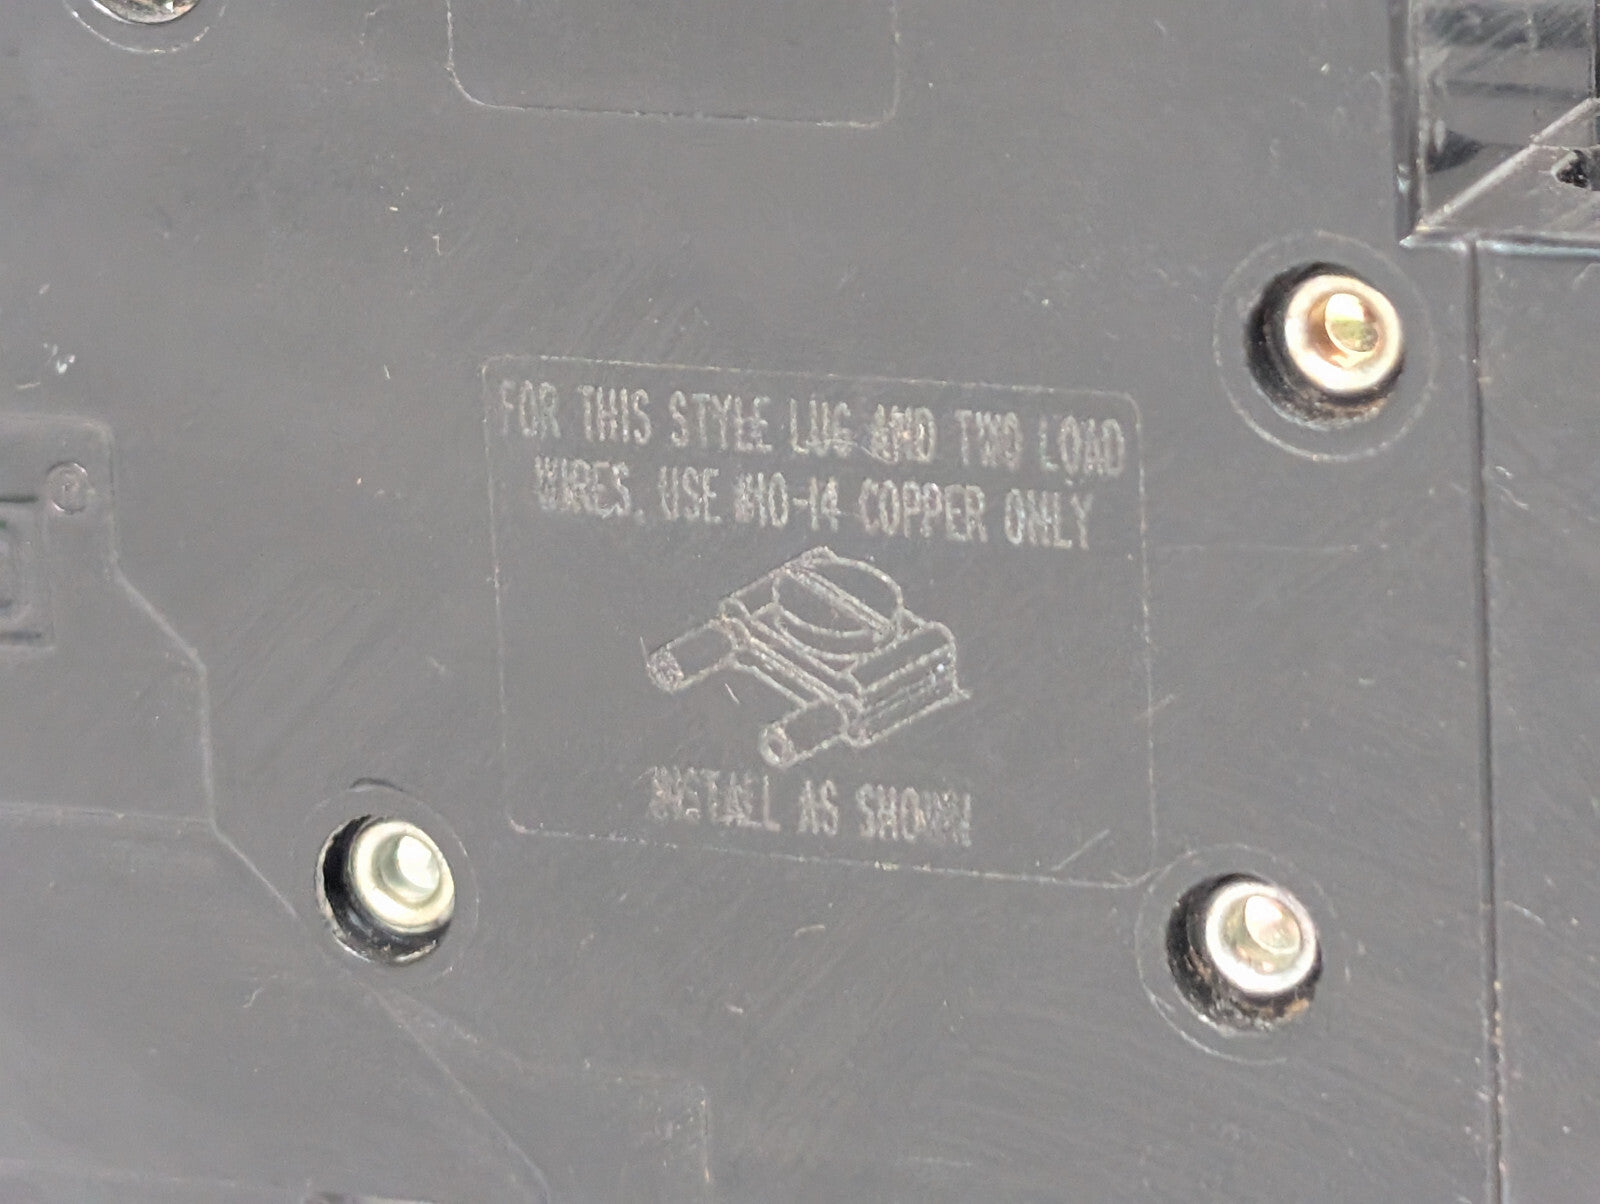 FOR THIS STYLE LUG AND TWO LOAD
WIRES, USE #10-14 COPPER ONLY
INSTALL AS SHOWN